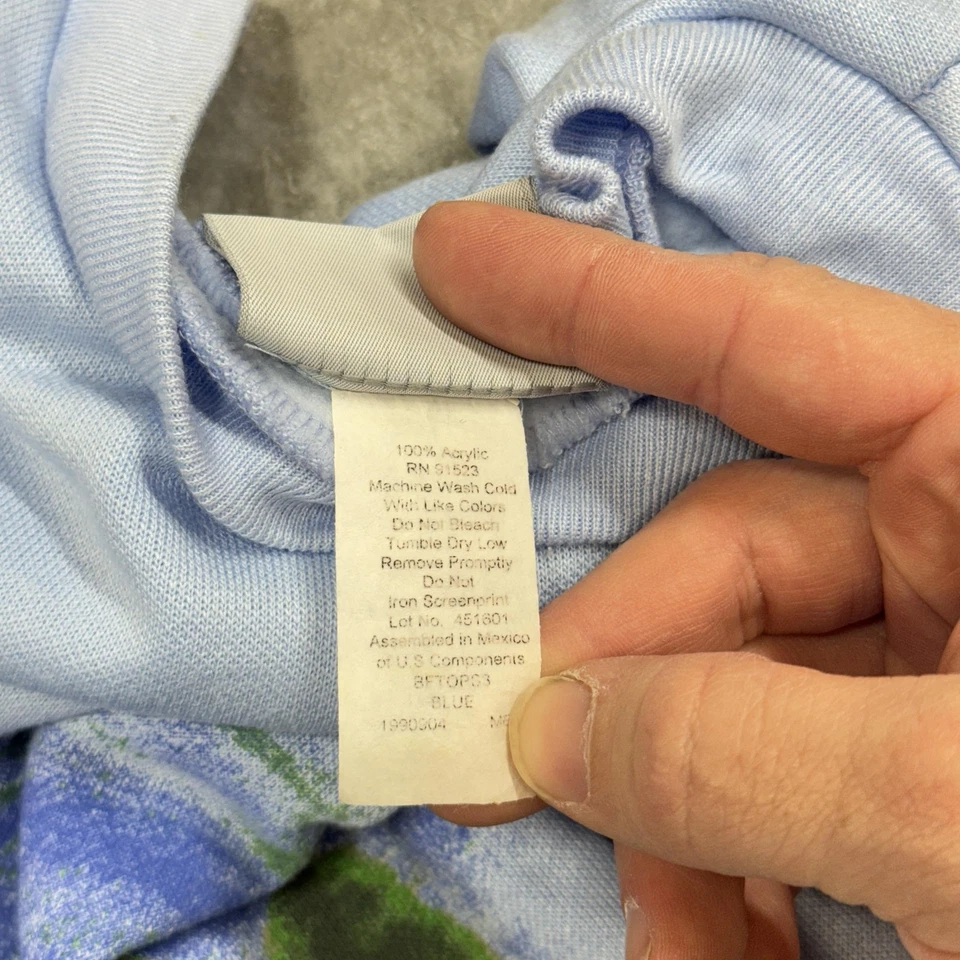 100% Acrylic
RN 91523
Machine Wash Cold
With Like Colors
Do Not Bleach
Tumble Dry Low
Remove Promptly
Do Not
Iron Screenprint
Lot No. 451601
Assembled in Mexico
of U.S Components
BLUE
1990904